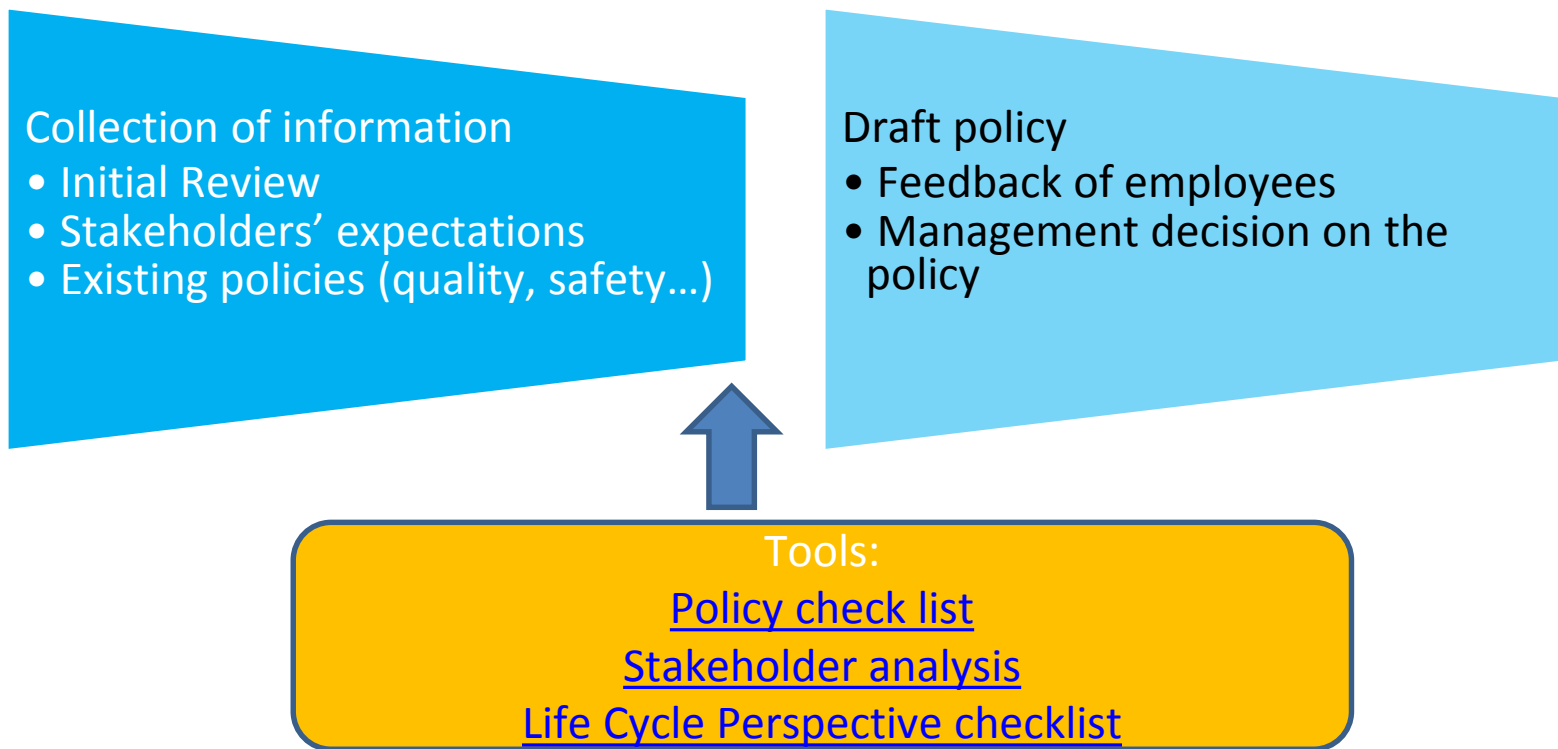 Collection of information
• Initial Review
• Stakeholders’ expectations
• Existing policies (quality, safety…)
Draft policy
• Feedback of employees
• Management decision on the
policy
Tools:
Policy check list
Stakeholder analysis
Life Cycle Perspective checklist